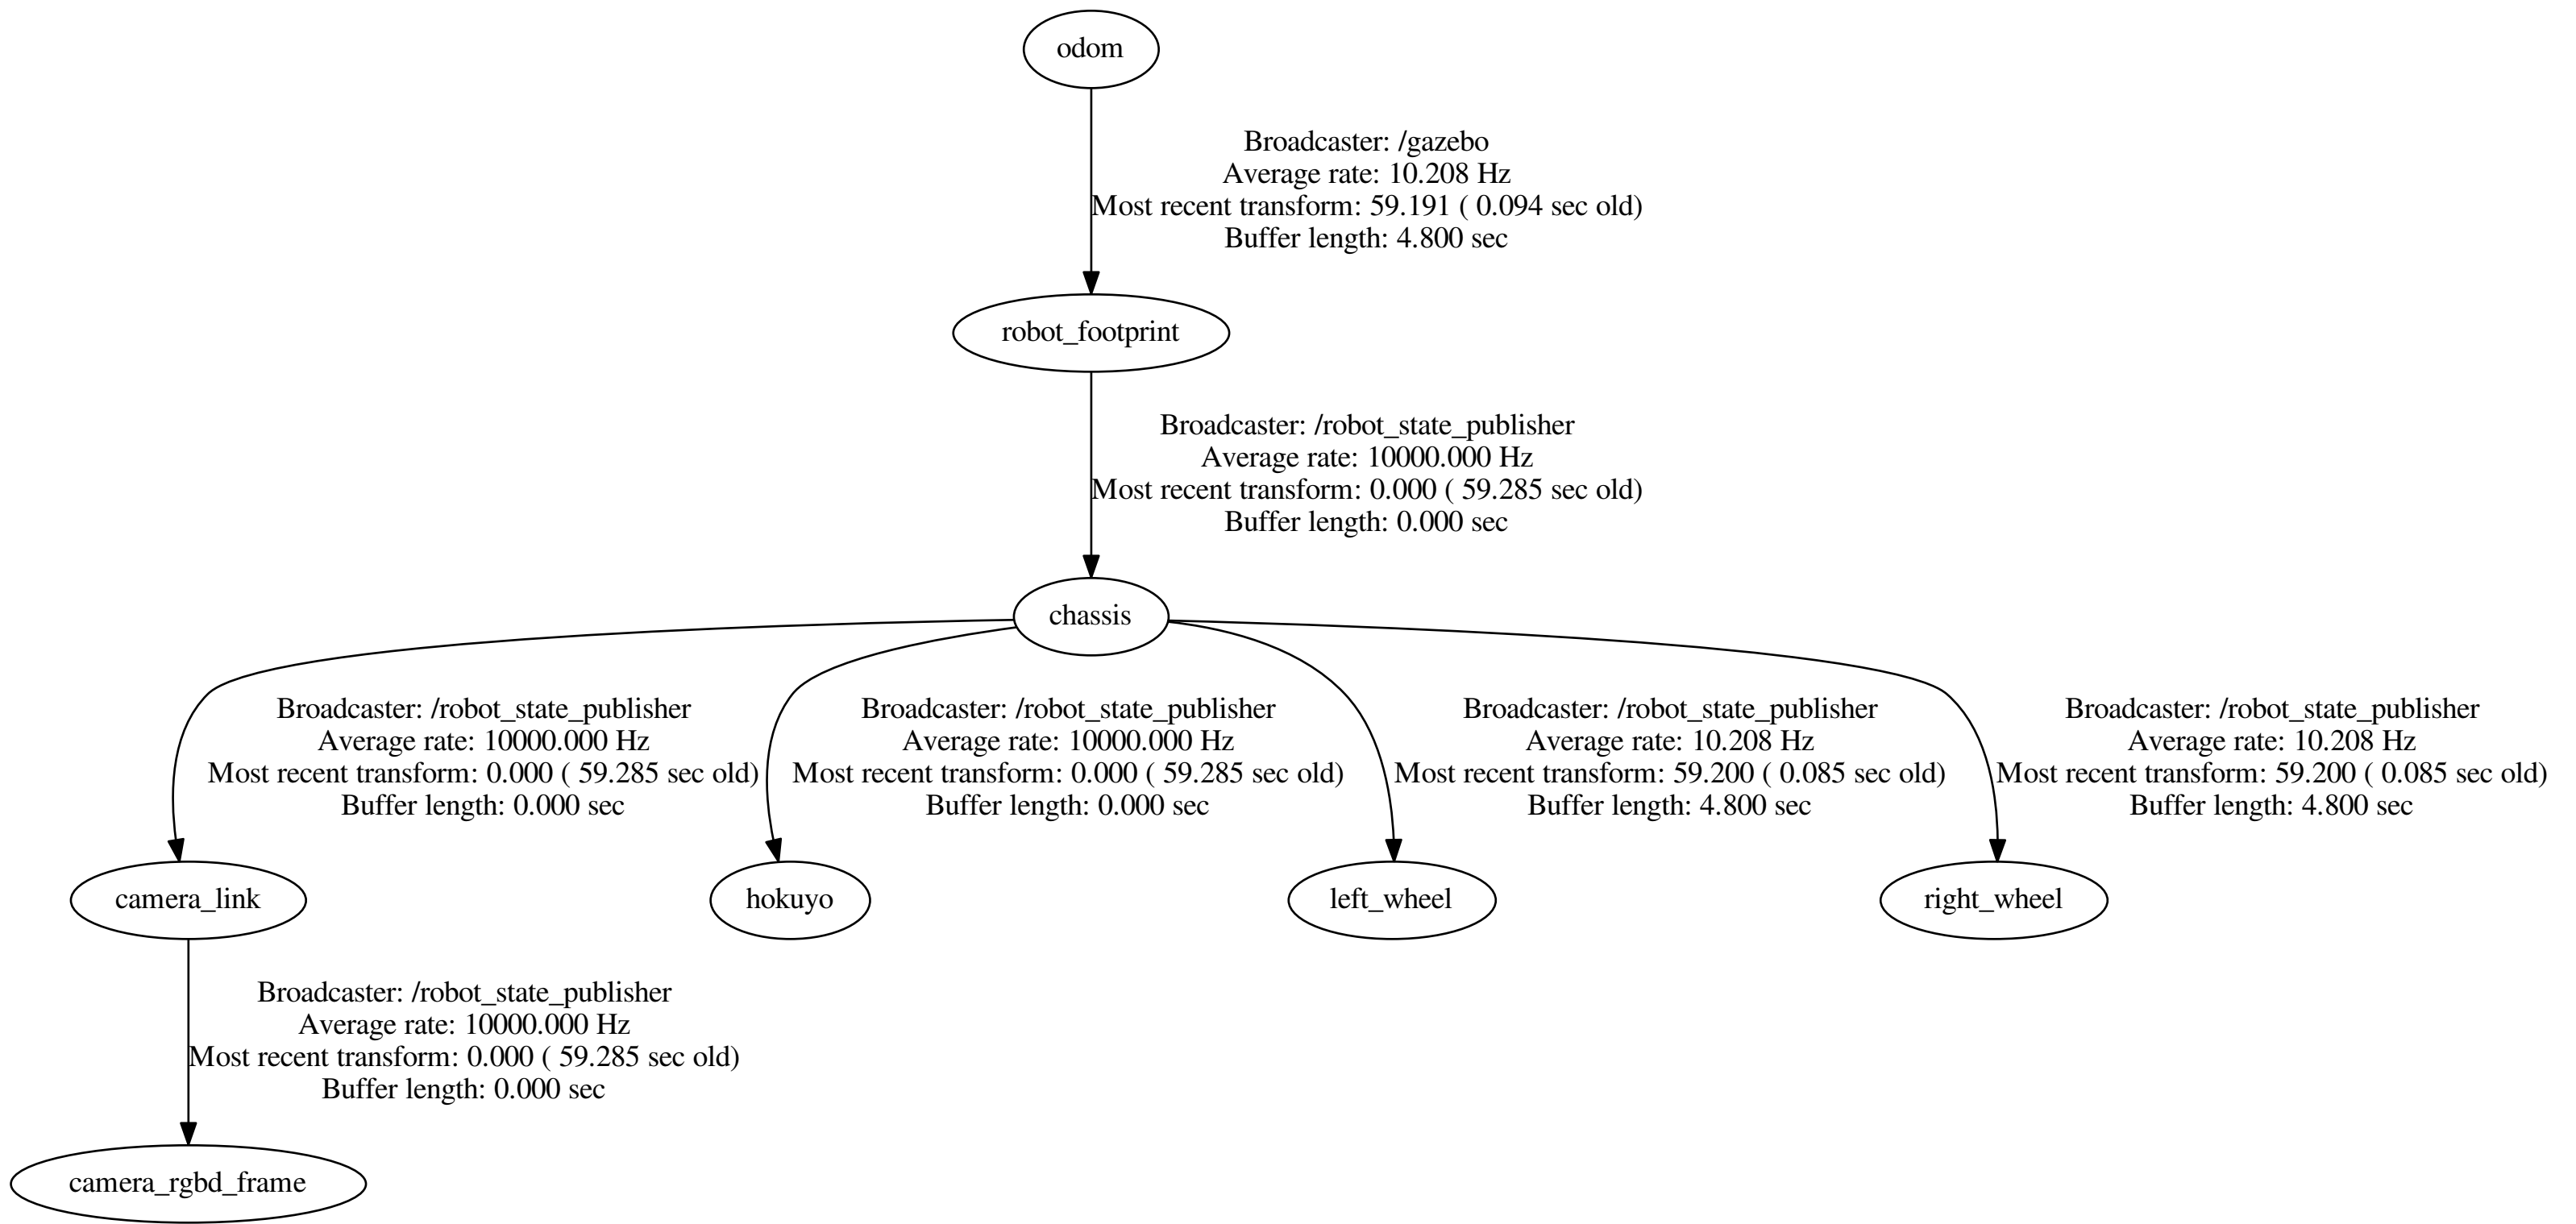 odom
Broadcaster: /gazebo
Average rate: 10.208 Hz
Most recent transform: 59.191 ( 0.094 sec old)
Buffer length: 4.800 sec
robot_footprint
Broadcaster: /robot_state_publisher
Average rate: 10000.000 Hz
Most recent transform: 0.000 ( 59.285 sec old)
Buffer length: 0.000 sec
chassis
Broadcaster: /robot_state_publisher
Average rate: 10000.000 Hz
Most recent transform: 0.000 ( 59.285 sec old)
Buffer length: 0.000 sec
Broadcaster: /robot_state_publisher
Average rate: 10000.000 Hz
Most recent transform: 0.000 ( 59.285 sec old)
Buffer length: 0.000 sec
Broadcaster: /robot_state_publisher
Average rate: 10.208 Hz
Most recent transform: 59.200 ( 0.085 sec old)
Buffer length: 4.800 sec
Broadcaster: /robot_state_publisher
Average rate: 10.208 Hz
Most recent transform: 59.200 ( 0.085 sec old)
Buffer length: 4.800 sec
camera_link
hokuyo
left_wheel
right_wheel
Broadcaster: /robot_state_publisher
Average rate: 10000.000 Hz
Most recent transform: 0.000 ( 59.285 sec old)
Buffer length: 0.000 sec
camera_rgbd_frame